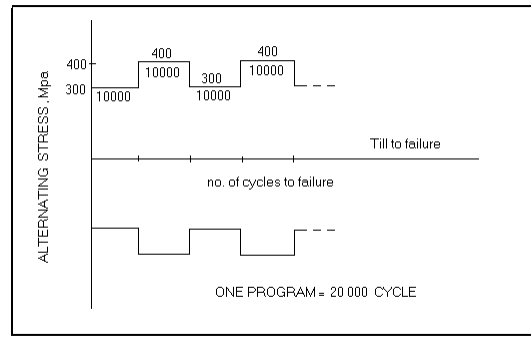 400
400
10000
10000
400
300
300
10000
10000
ALTERNATING STRESS ,Mpa
Till to failure
no. of cycles to failure
ONE PROGRAM = 20 000 CYCLE